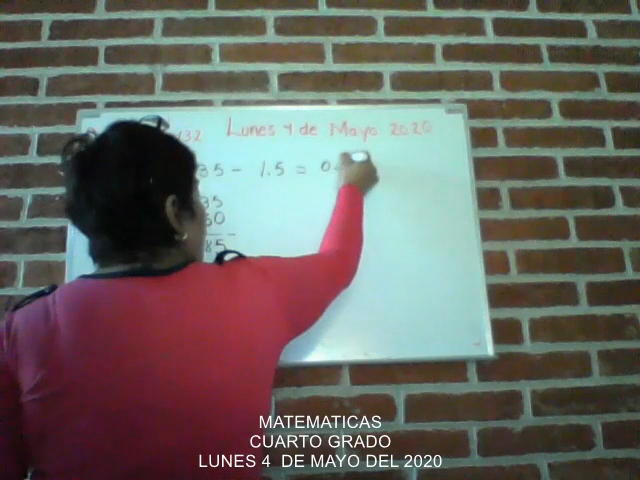 132 Lunes 4 de Mayo 2020
35 - 1.5 = 0.
35
50
85
MATEMATICAS
CUARTO GRADO
LUNES 4 DE MAYO DEL 2020